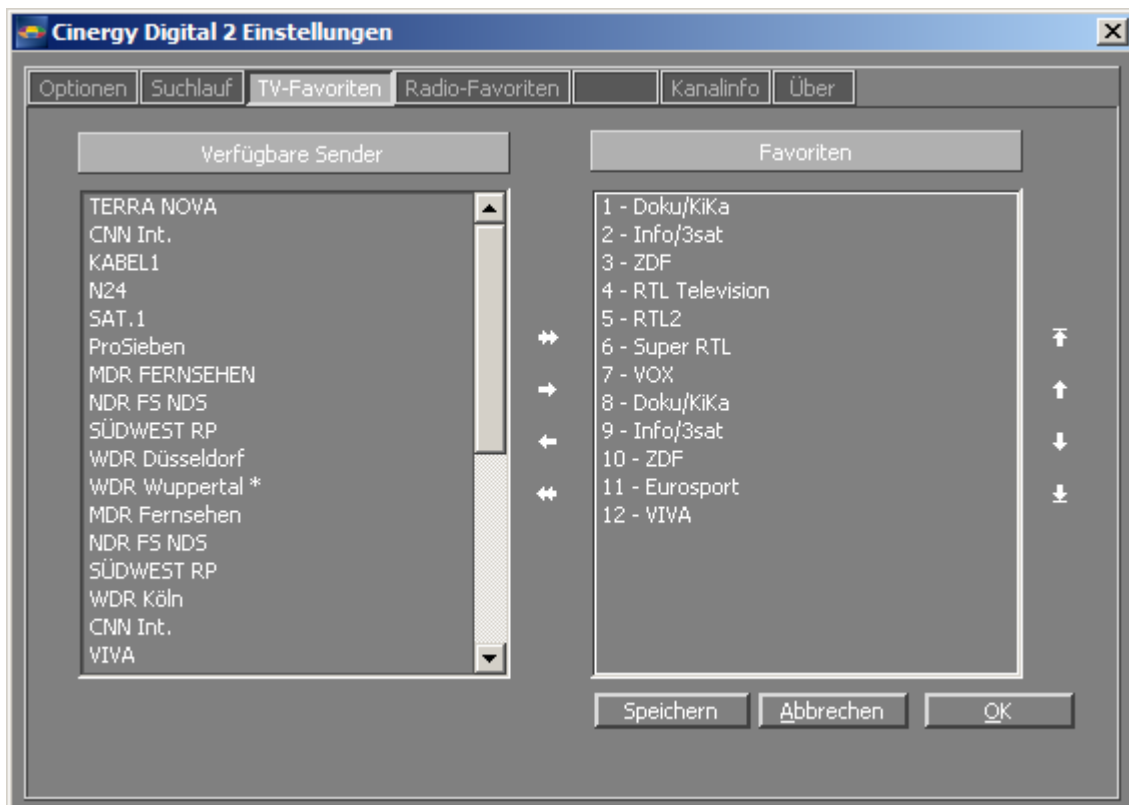 Cinergy Digital 2 Einstellungen
Optionen Suchlauf TV-Favoriten Radio-Favoriten Kanalinfo Über
Verfügbare Sender
TERRA NOVA
CNN Int.
KABEL1
N24
SAT.1
ProSieben
MDR FERNSEHEN
NDR FS NDS
SÜDWEST RP
WDR Düsseldorf
WDR Wuppertal *
MDR Fernsehen
NDR FS NDS
SÜDWEST RP
WDR Köln
CNN Int.
VIVA
Favoriten
1 - Doku/KiKa
2 - Info/3sat
3 - ZDF
4 - RTL Television
5 - RTL2
6 - Super RTL
7 - VOX
8 - Doku/KiKa
9 - Info/3sat
10 - ZDF
11 - Eurosport
12 - VIVA
Speichern Abbrechen OK